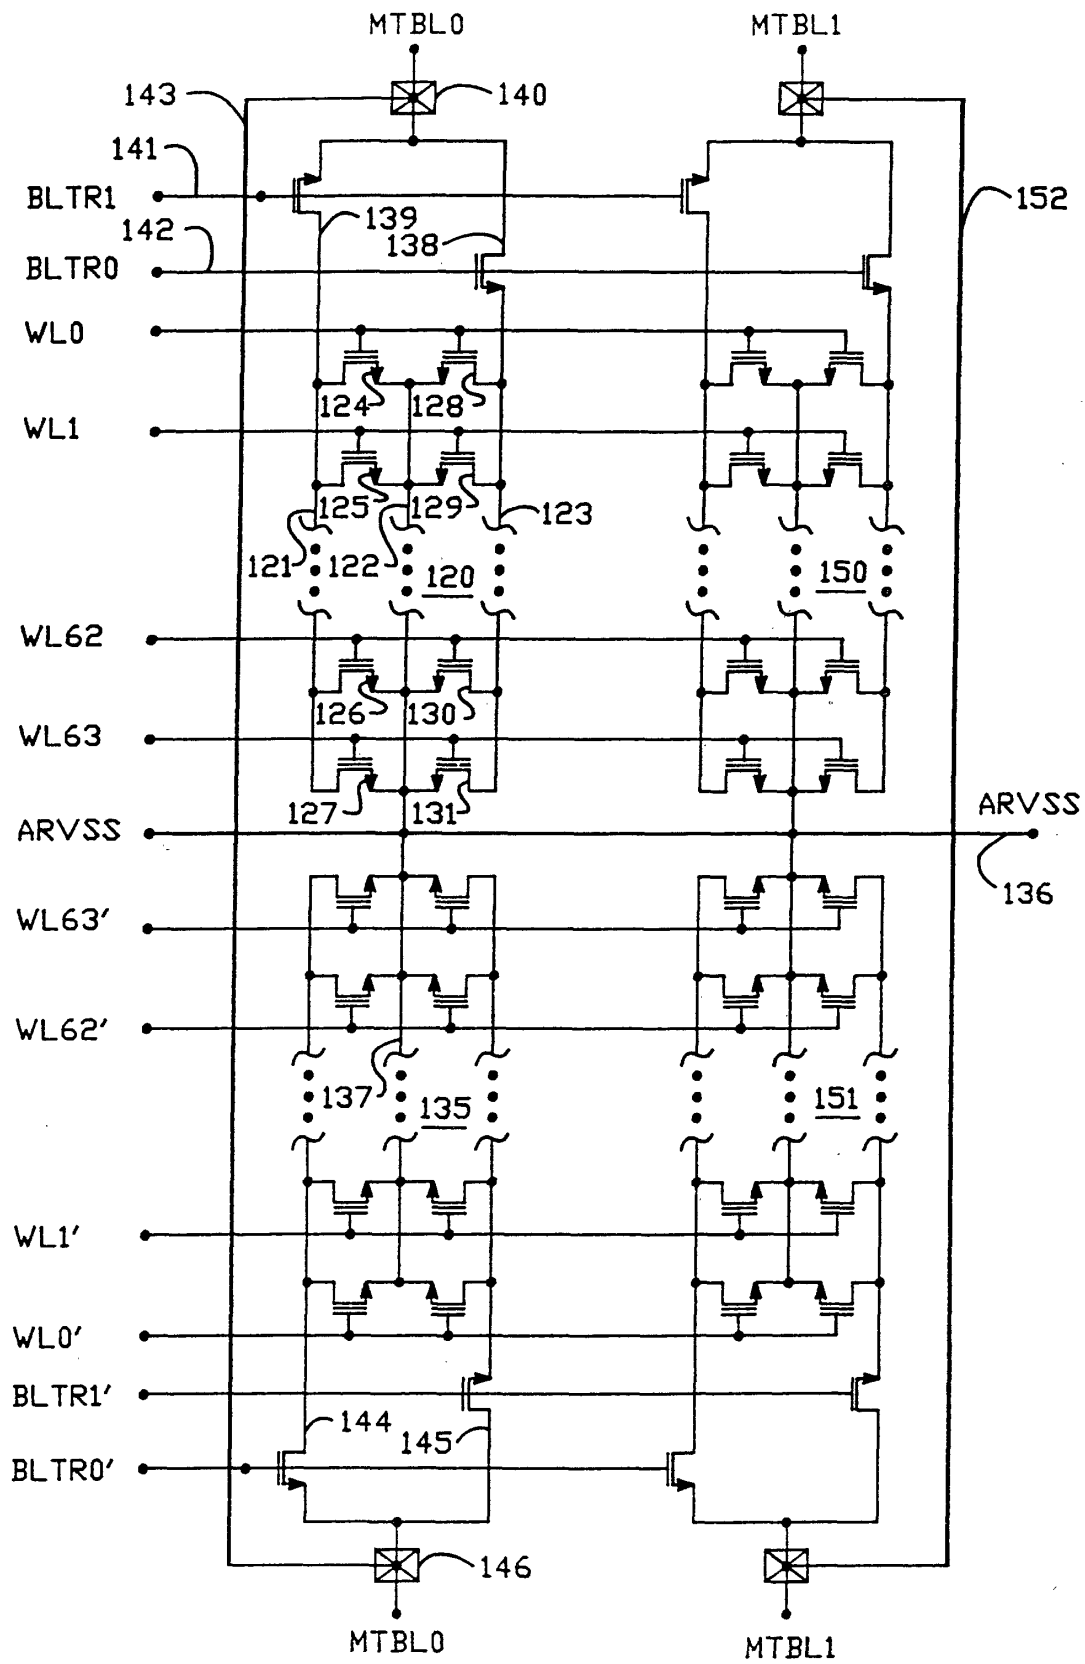 MTBL0 MTBL1
143 140
141
BLTR1 139 152
142 138
BLTR0
WL0
124 128
WL1
125 129 123
121 122 120 150
WL62
126 130
WL63
127 131 ARVSS
ARVSS
136
WL63'
WL62'
137 135 151
WL1'
WL0'
BLTR1'
144 145
BLTR0'
146
MTBL0 MTBL1